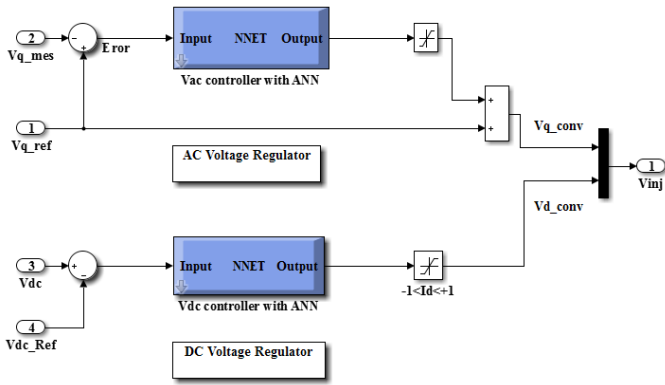 2
Vq_mes
-
+
Eror
Input NNET Output
Vac controller with ANN
1
Vq_ref
+
+
AC Voltage Regulator
Vq_conv
Vd_conv
1
Vinj
3
Vdc
+
-
Input NNET Output
Vdc controller with ANN
-1<Id<+1
4
Vdc_Ref
DC Voltage Regulator